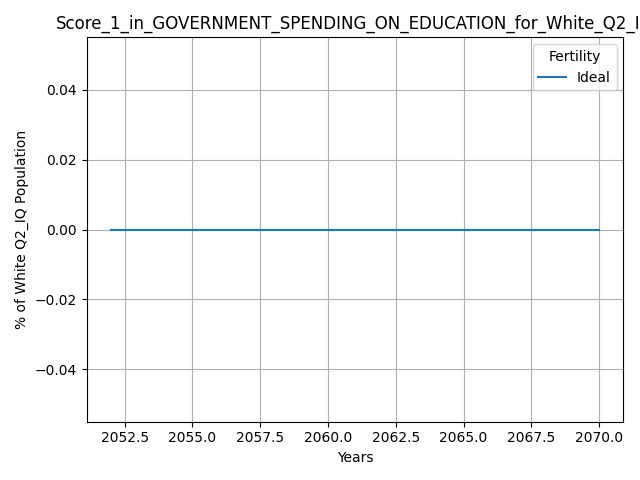 Score_1_in_GOVERNMENT_SPENDING_ON_EDUCATION_for_White_Q2_I
Fertility
Ideal
% of White Q2_IQ Population
0.04
0.02
0.00
−0.02
−0.04
2052.5 2055.0 2057.5 2060.0 2062.5 2065.0 2067.5 2070.0
Years